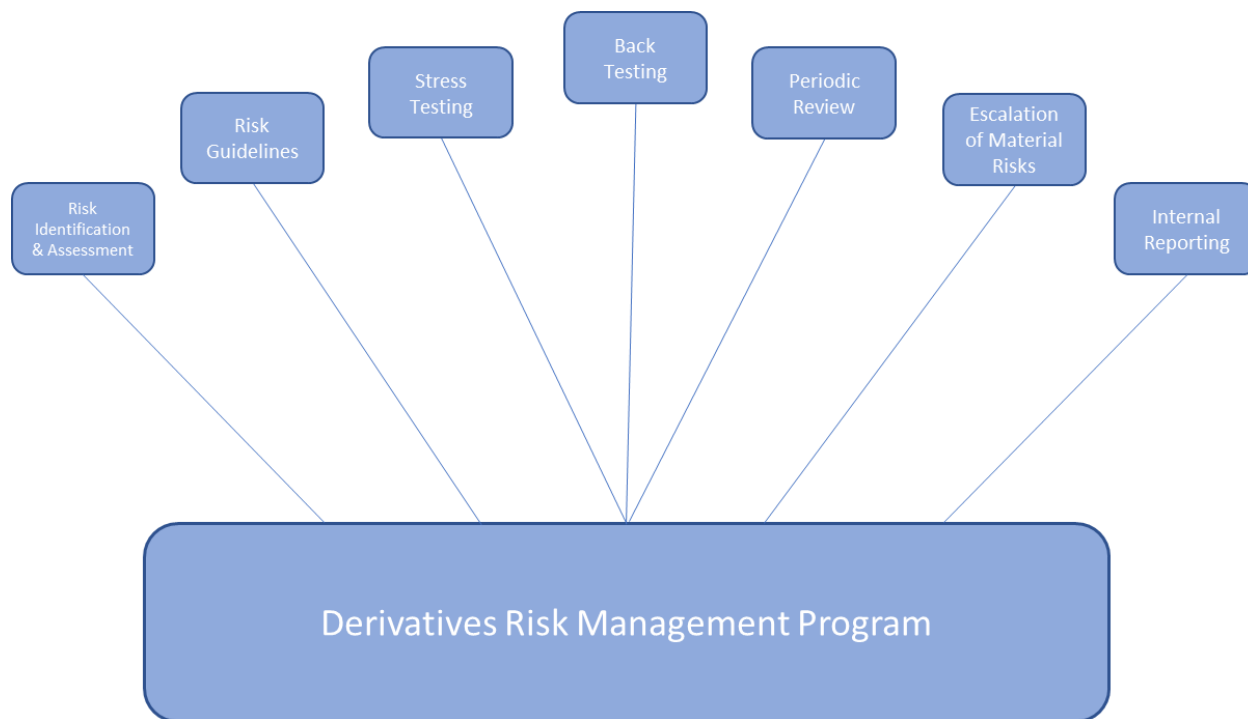 Risk
Identification
& Assessment
Risk
Guidelines
Stress
Testing
Back
Testing
Periodic
Review
Escalation
of Material
Risks
Internal
Reporting
Derivatives Risk Management Program